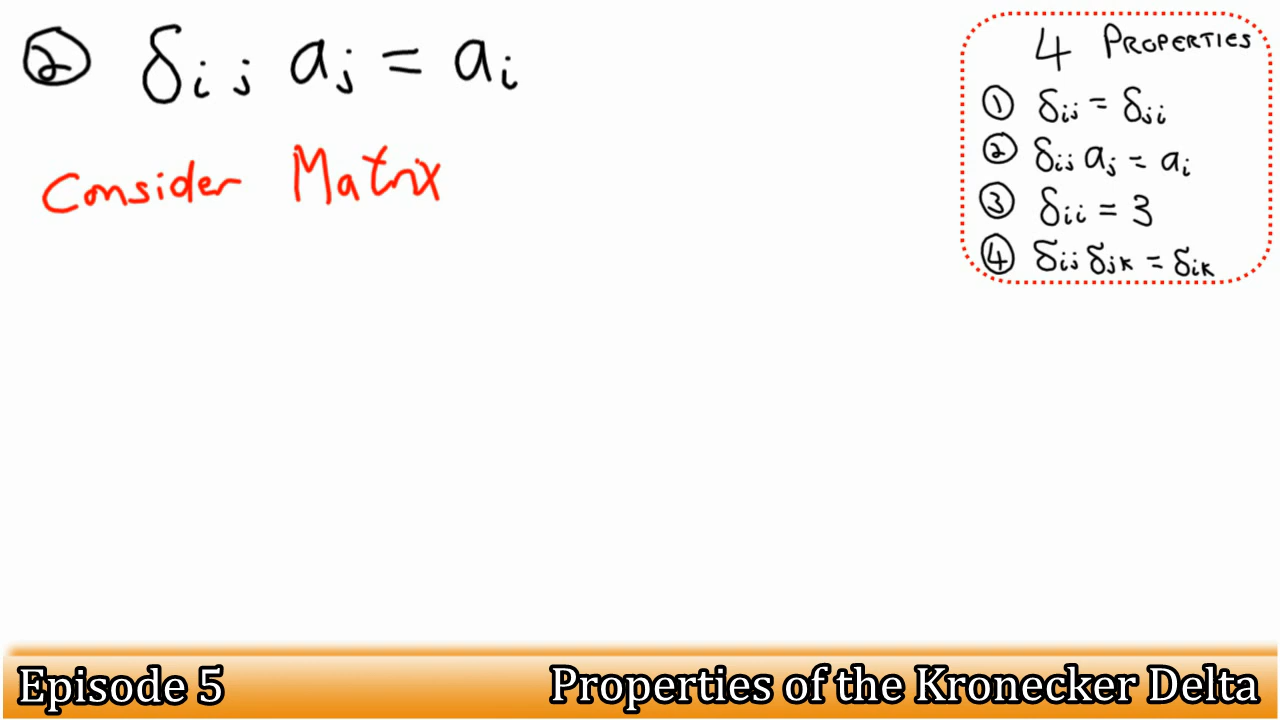 ② δᵢⱼ aⱼ = aᵢ
Consider Matrix
4 PROPERTIES
① δᵢⱼ = δⱼᵢ
② δᵢⱼ aⱼ = aᵢ
③ δᵢᵢ = 3
④ δᵢⱼ δⱼₖ = δᵢₖ
Episode 5
Properties of the Kronecker Delta